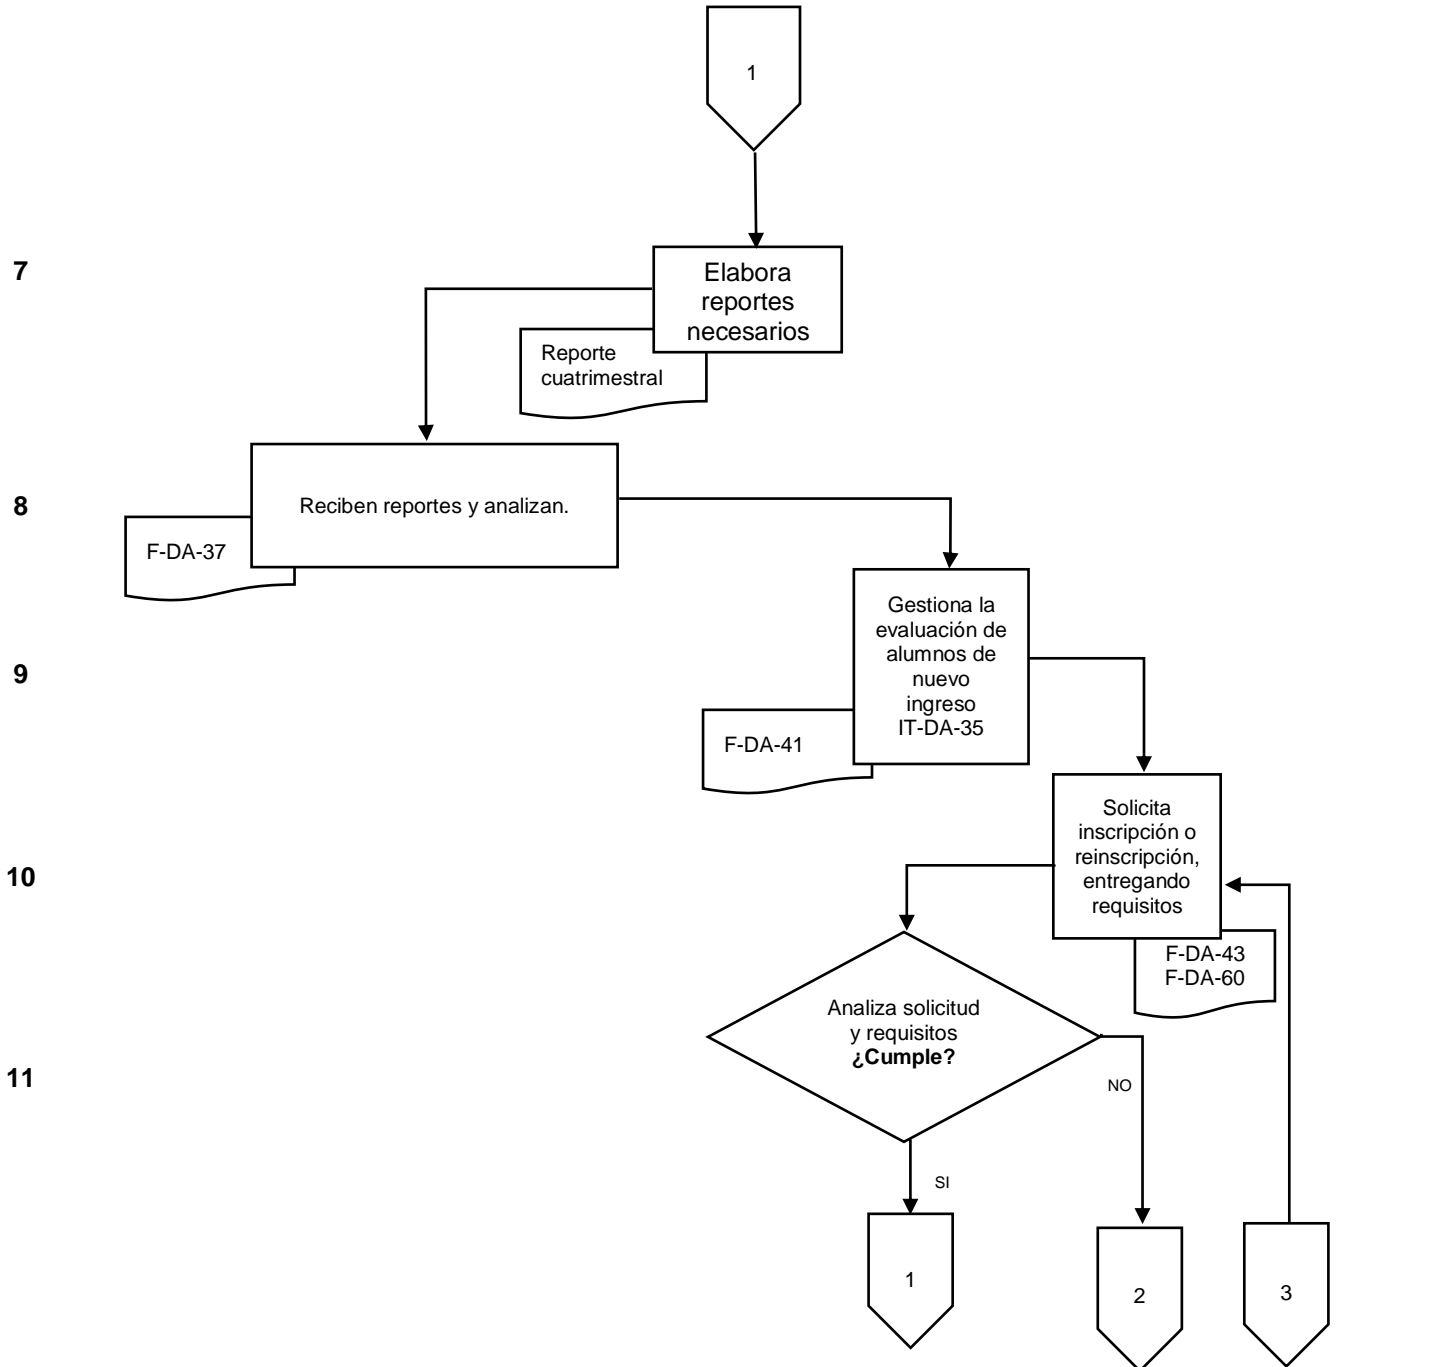 1
7
Elabora
reportes
necesarios
Reporte
cuatrimestral
8
Reciben reportes y analizan.
F-DA-37
9
Gestiona la
evaluación de
alumnos de
nuevo
ingreso
IT-DA-35
F-DA-41
10
Solicita
inscripción o
reinscripción,
entregando
requisitos
F-DA-43
F-DA-60
11
Analiza solicitud
y requisitos
¿Cumple?
NO
SI
1
2
3